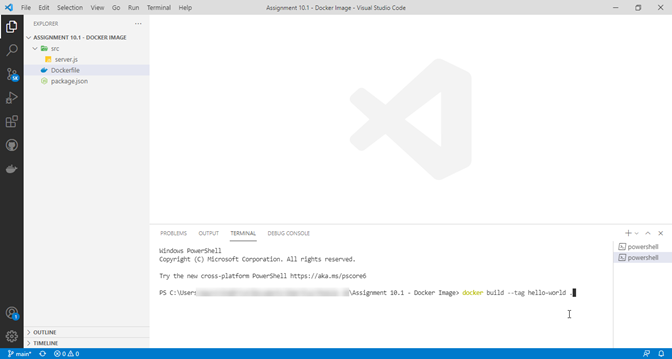 File Edit Selection View Go Run Terminal Help
Assignment 10.1 - Docker Image - Visual Studio Code
EXPLORER
ASSIGNMENT 10.1 - DOCKER IMAGE
src
server.js
Dockerfile
package.json
PROBLEMS OUTPUT TERMINAL DEBUG CONSOLE
Windows PowerShell
Copyright (C) Microsoft Corporation. All rights reserved.
Try the new cross-platform PowerShell https://aka.ms/pscore6
PS C:\Users \Assignment 10.1 - Docker Image> docker build --tag hello-world .
powershell
powershell
OUTLINE
TIMELINE
main* 0 0